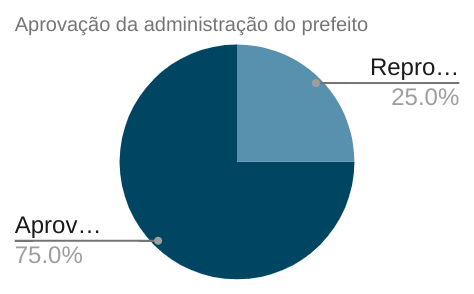 Aprovação da administração do prefeito
Repro…
25.0%
Aprov…
75.0%